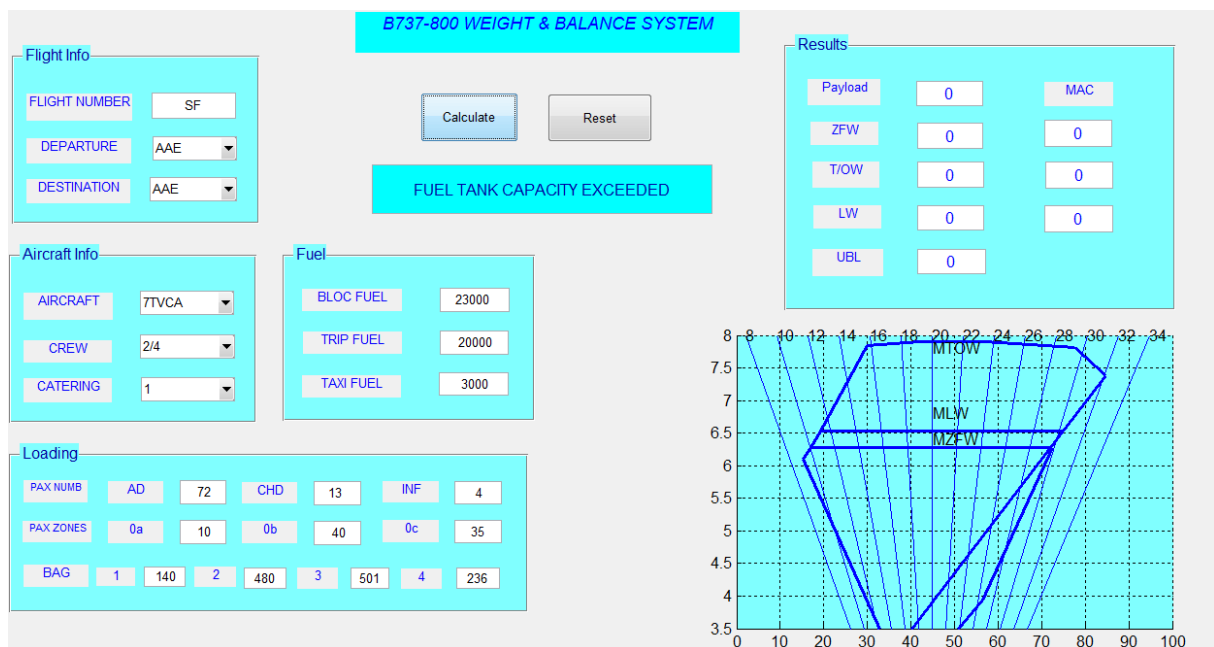 B737-800 WEIGHT & BALANCE SYSTEM
Flight Info
FLIGHT NUMBER SF
DEPARTURE AAE
DESTINATION AAE
Calculate Reset
FUEL TANK CAPACITY EXCEEDED
Results
Payload 0 MAC
ZFW 0 0
T/OW 0 0
LW 0 0
UBL 0
Aircraft Info
AIRCRAFT 7TVCA
CREW 2/4
CATERING 1
Fuel
BLOC FUEL 23000
TRIP FUEL 20000
TAXI FUEL 3000
Loading
PAX NUMB AD 72 CHD 13 INF 4
PAX ZONES 0a 10 0b 40 0c 35
BAG 1 140 2 480 3 501 4 236
8 10 12 14 16 18 20 22 24 26 28 30 32 34
MTOW
MLW
MZFW
8
7.5
7
6.5
6
5.5
5
4.5
4
3.5
0 10 20 30 40 50 60 70 80 90 100